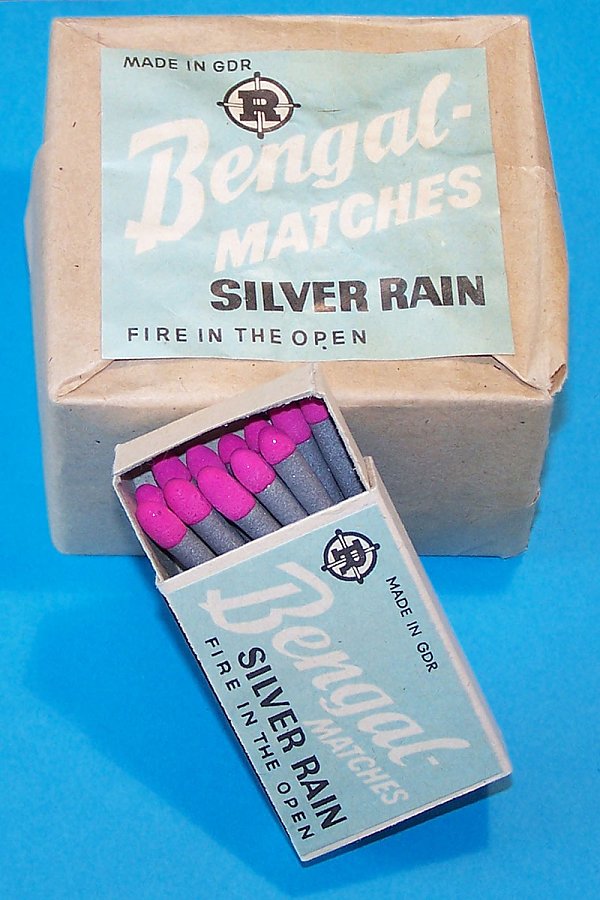 MADE IN GDR
R
Bengal-
MATCHES
SILVER RAIN
FIRE IN THE OPEN
R
MADE IN GDR
Bengal-
MATCHES
SILVER RAIN
FIRE IN THE OPEN